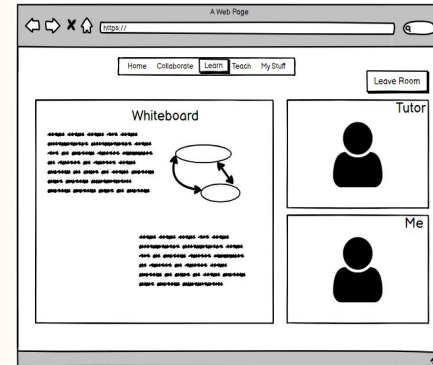 A Web Page
https://
Home Collaborate Learn Teach My Stuff
Leave Room
Whiteboard
Tutor
Me